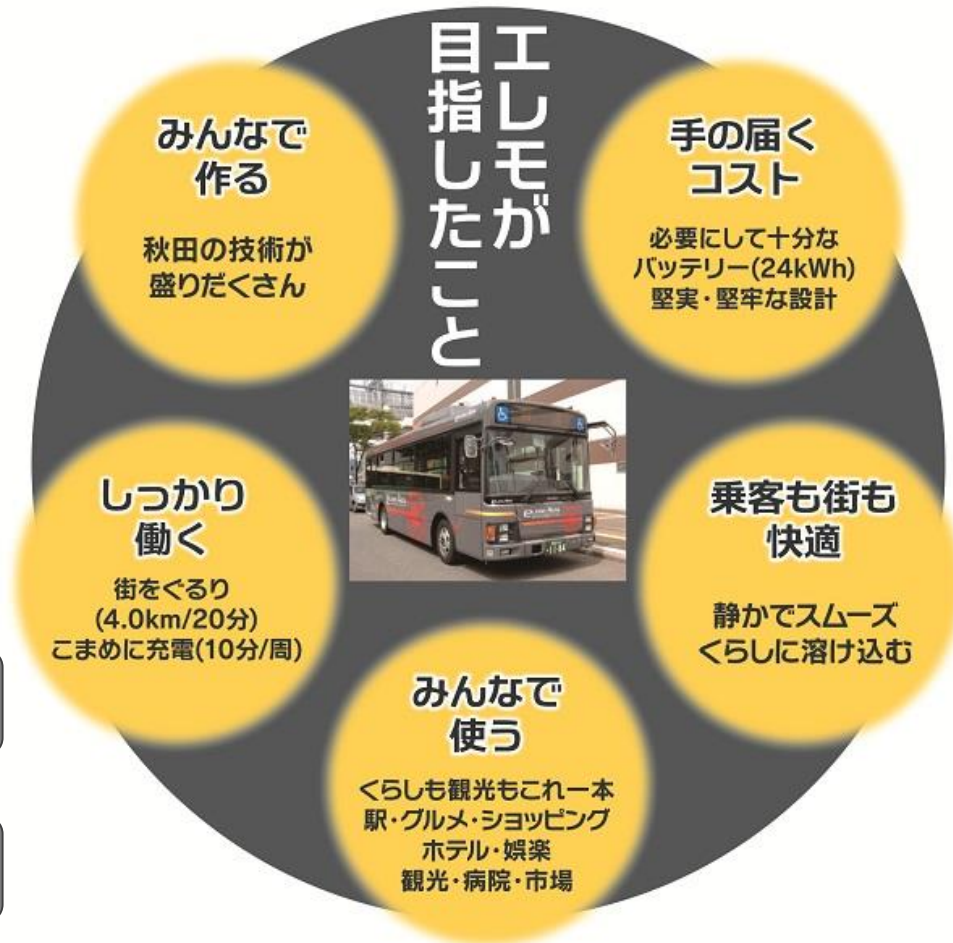 エレモが
目指したこと
みんなで
作る
秋田の技術が
盛りだくさん
手の届く
コスト
必要にして十分な
バッテリー(24kWh)
堅実・堅牢な設計
しっかり
働く
街をぐるり
(4.0km/20分)
こまめに充電(10分/周)
乗客も街も
快適
静かでスムーズ
くらしに溶け込む
みんなで
使う
くらしも観光もこれ一本
駅・グルメ・ショッピング
ホテル・娯楽
観光・病院・市場